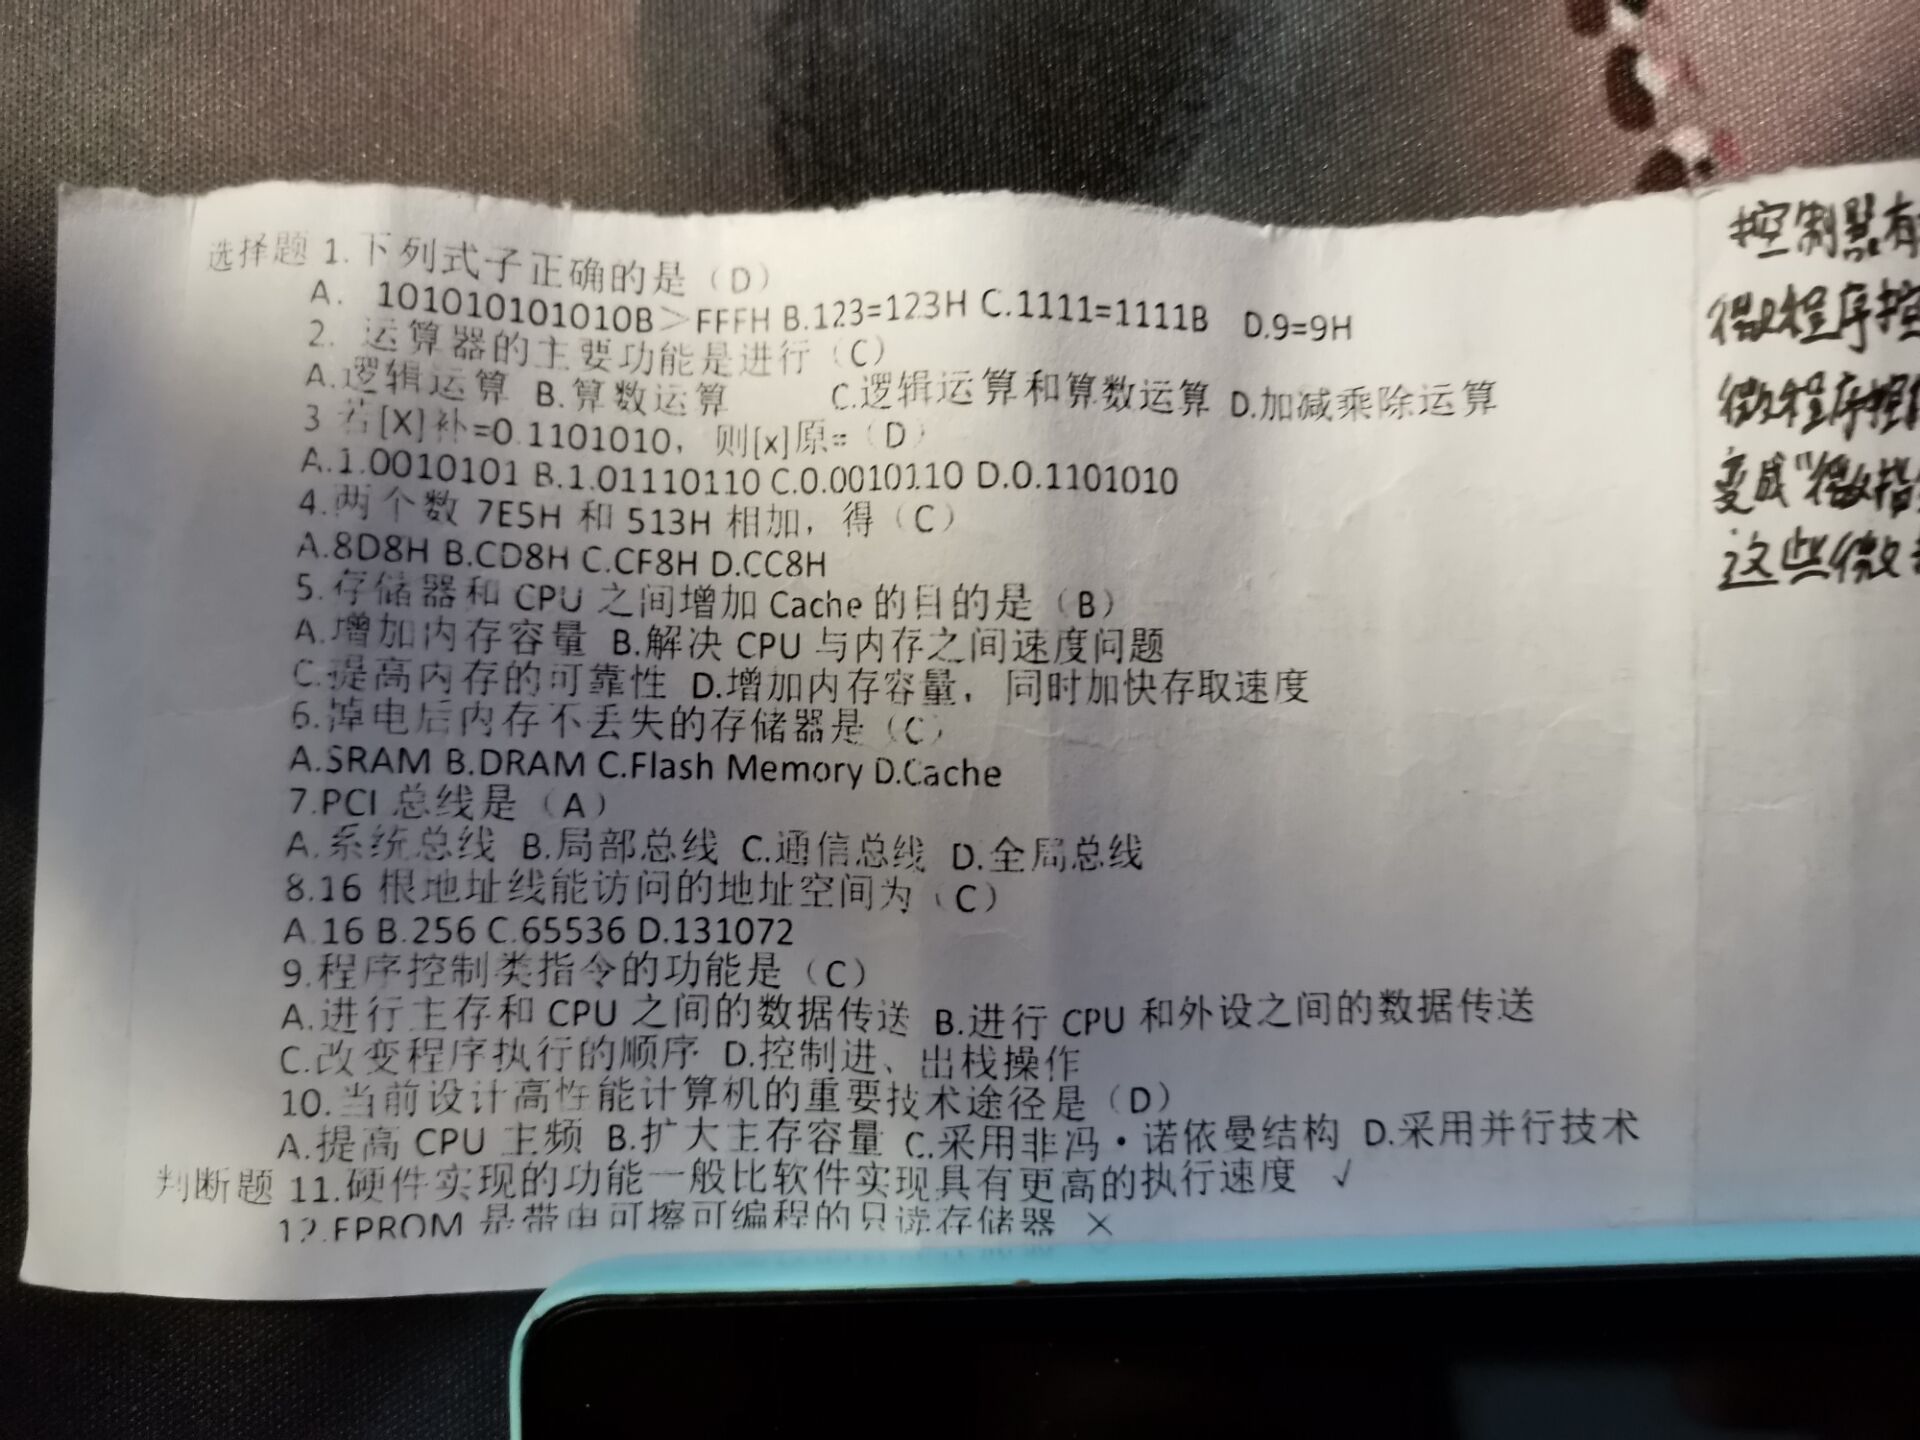 选择题 1.下列式子正确的是（D）
A. 101010101010B＞FFFH B.123=123H C.1111=1111B D.9=9H
2. 运算器的主要功能是进行（C）
A.逻辑运算 B.算数运算 C.逻辑运算和算数运算 D.加减乘除运算
3 若[X]补=0.1101010，则[x]原=（D）
A.1.0010101 B.1.01110110 C.0.0010110 D.0.1101010
4.两个数 7E5H 和 513H 相加，得（C）
A.8D8H B.CD8H C.CF8H D.CC8H
5.存储器和 CPU 之间增加 Cache 的目的是（B）
A.增加内存容量 B.解决 CPU 与内存之间速度问题
C.提高内存的可靠性 D.增加内存容量，同时加快存取速度
6.掉电后内存不丢失的存储器是（C）
A.SRAM B.DRAM C.Flash Memory D.Cache
7.PCI 总线是（A）
A.系统总线 B.局部总线 C.通信总线 D.全局总线
8.16 根地址线能访问的地址空间为（C）
A.16 B.256 C.65536 D.131072
9.程序控制类指令的功能是（C）
A.进行主存和 CPU 之间的数据传送 B.进行 CPU 和外设之间的数据传送
C.改变程序执行的顺序 D.控制进、出栈操作
10.当前设计高性能计算机的重要技术途径是（D）
A.提高 CPU 主频 B.扩大主存容量 C.采用非冯·诺依曼结构 D.采用并行技术
判断题 11.硬件实现的功能一般比软件实现具有更高的执行速度 √
12.EPROM 是带电可擦可编程的只读存储器 ×
控制器有
微程序控
微程序控
变成"微指
这些微